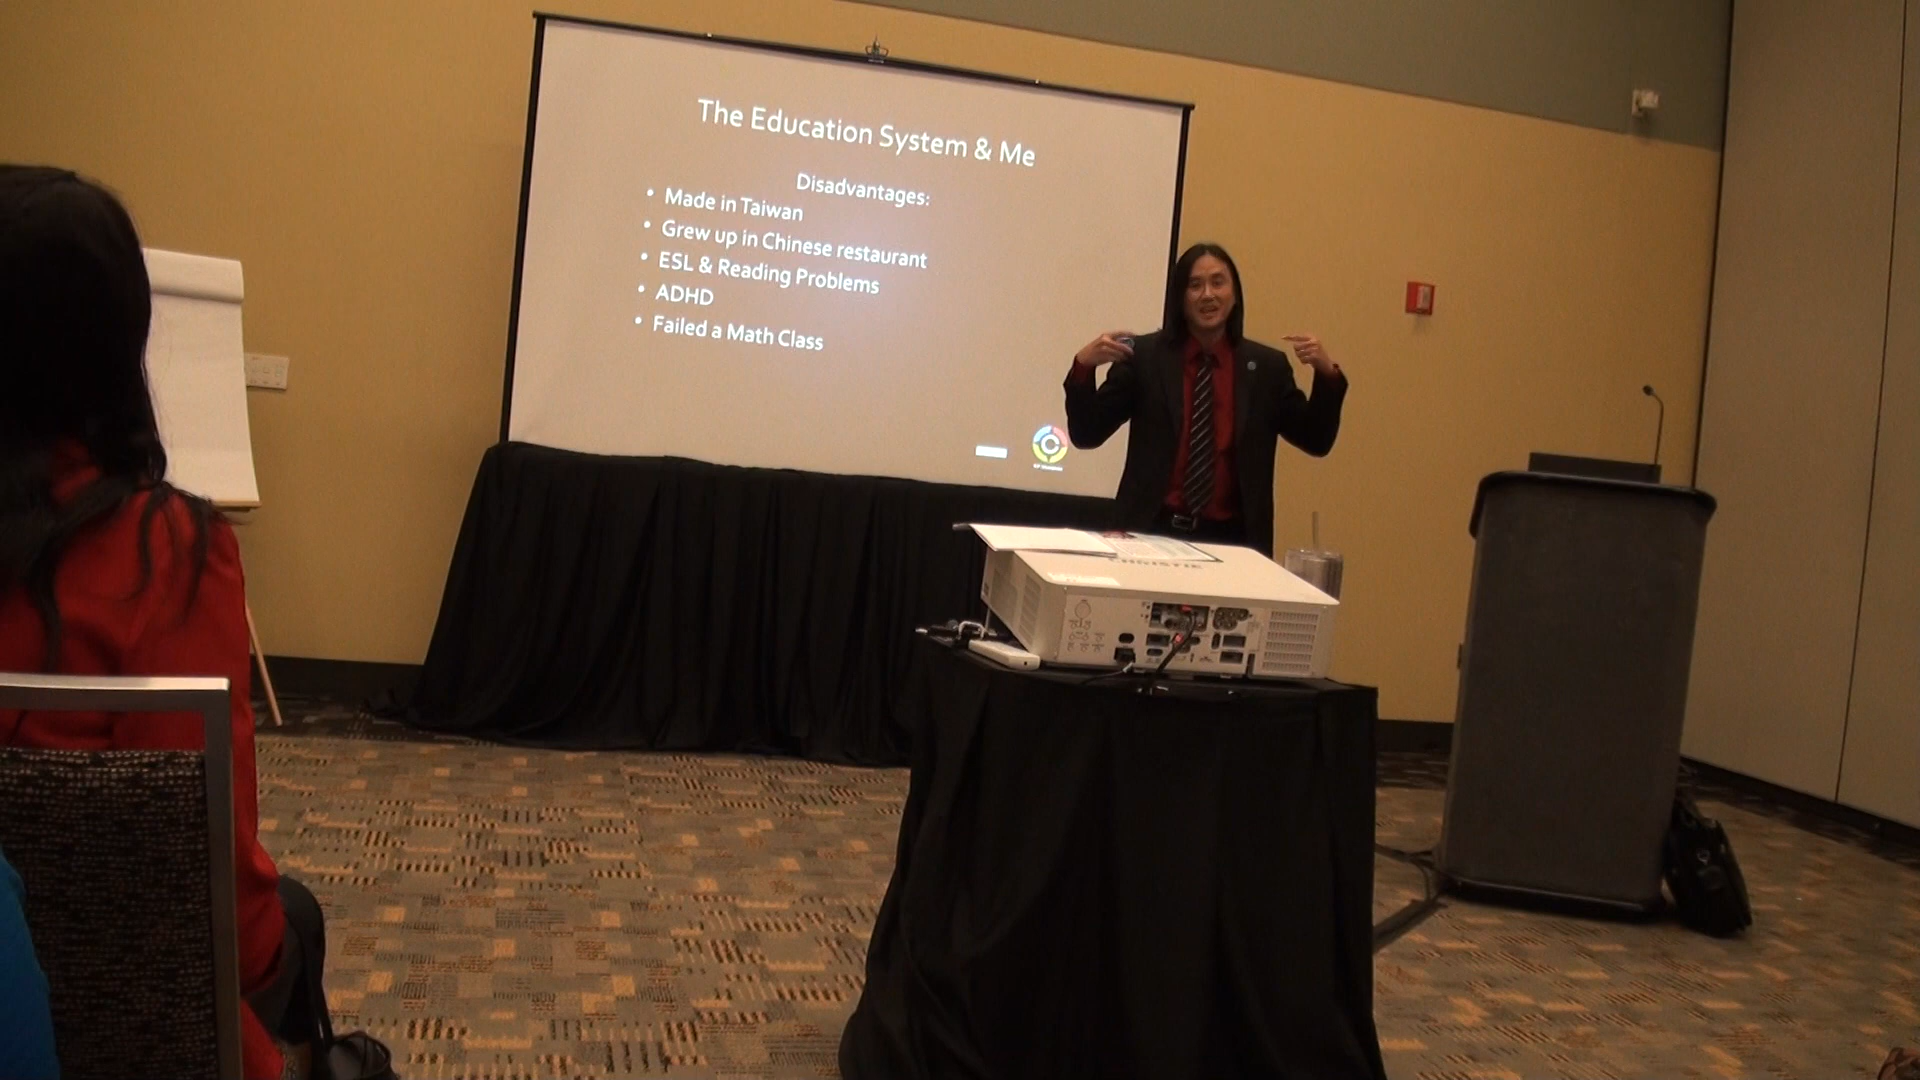 The Education System & Me
Disadvantages:
• Made in Taiwan
• Grew up in Chinese restaurant
• ESL & Reading Problems
• ADHD
• Failed a Math Class
C
CHRISTIE